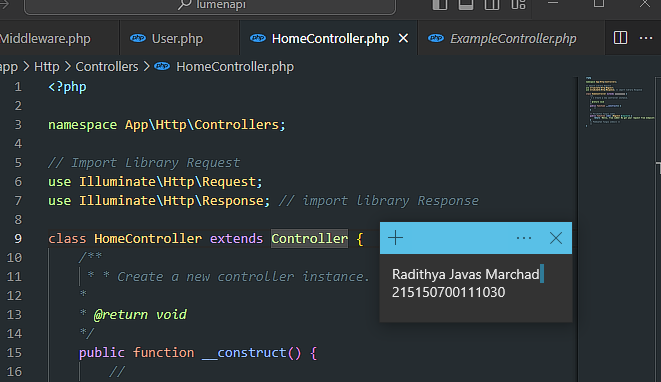 lumenapi
Middleware.php
User.php
HomeController.php
ExampleController.php
app > Http > Controllers > HomeController.php
1 <?php
2
3 namespace App\Http\Controllers;
4
5 // Import Library Request
6 use Illuminate\Http\Request;
7 use Illuminate\Http\Response; // import library Response
8
9 class HomeController extends Controller {
10 /**
11 * * Create a new controller instance.
12 *
13 * @return void
14 */
15 public function __construct() {
16 //
Radithya Javas Marchad
215150700111030